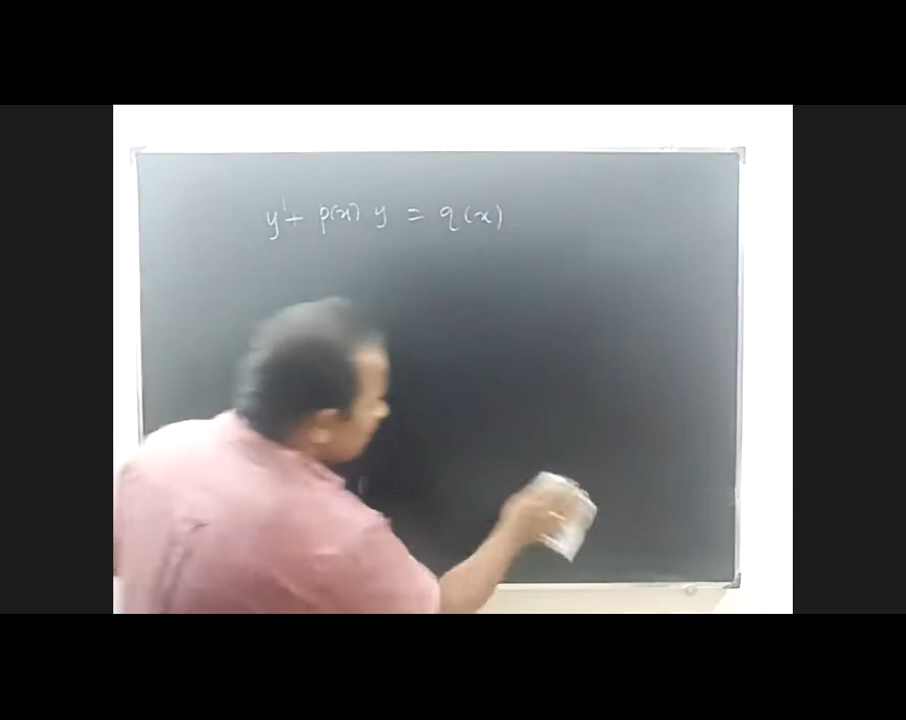 y' + p(x) y = q(x)